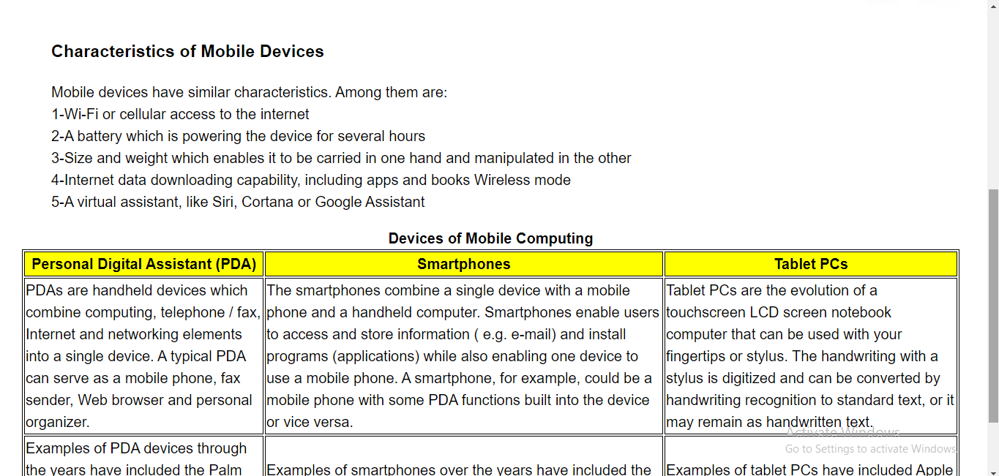 Characteristics of Mobile Devices
Mobile devices have similar characteristics. Among them are:
1-Wi-Fi or cellular access to the internet
2-A battery which is powering the device for several hours
3-Size and weight which enables it to be carried in one hand and manipulated in the other
4-Internet data downloading capability, including apps and books Wireless mode
5-A virtual assistant, like Siri, Cortana or Google Assistant
Devices of Mobile Computing
Personal Digital Assistant (PDA)
Smartphones
Tablet PCs
PDAs are handheld devices which
combine computing, telephone / fax,
Internet and networking elements
into a single device. A typical PDA
can serve as a mobile phone, fax
sender, Web browser and personal
organizer.
The smartphones combine a single device with a mobile
phone and a handheld computer. Smartphones enable users
to access and store information ( e.g. e-mail) and install
programs (applications) while also enabling one device to
use a mobile phone. A smartphone, for example, could be a
mobile phone with some PDA functions built into the device
or vice versa.
Tablet PCs are the evolution of a
touchscreen LCD screen notebook
computer that can be used with your
fingertips or stylus. The handwriting with a
stylus is digitized and can be converted by
handwriting recognition to standard text, or it
may remain as handwritten text.
Examples of PDA devices through
the years have included the Palm
Examples of smartphones over the years have included the
Examples of tablet PCs have included Apple
Activate Windows
Go to Settings to activate Windows.